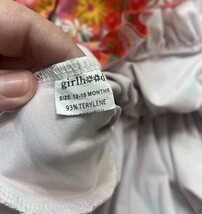 girlhood
SIZE: 12-18 MONTHS
93% TERYLENE